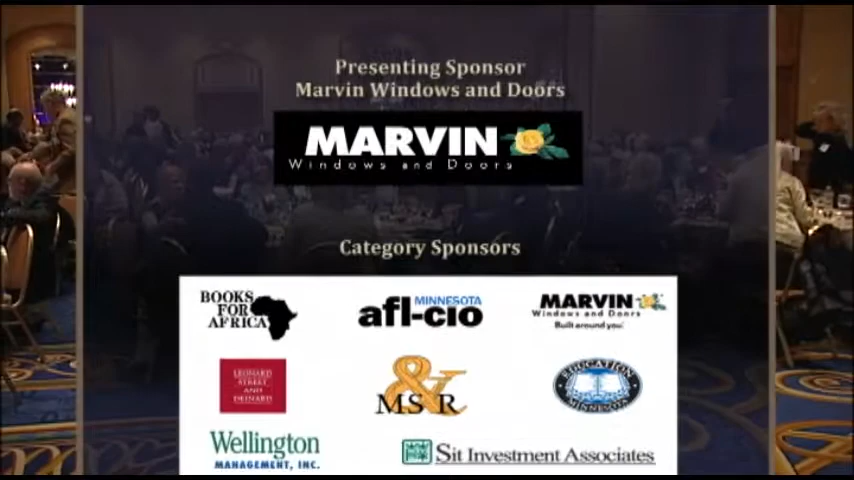 Presenting Sponsor
Marvin Windows and Doors
MARVIN
Windows and Doors
Category Sponsors
BOOKS
FOR
AFRICA
MINNESOTA
afl-cio
MARVIN
Windows and Doors
Built around you.
LEONARD
STREET
AND
DEINARD
MS&R
EDUCATION
MINNESOTA
Wellington
MANAGEMENT, INC.
Sit Investment Associates